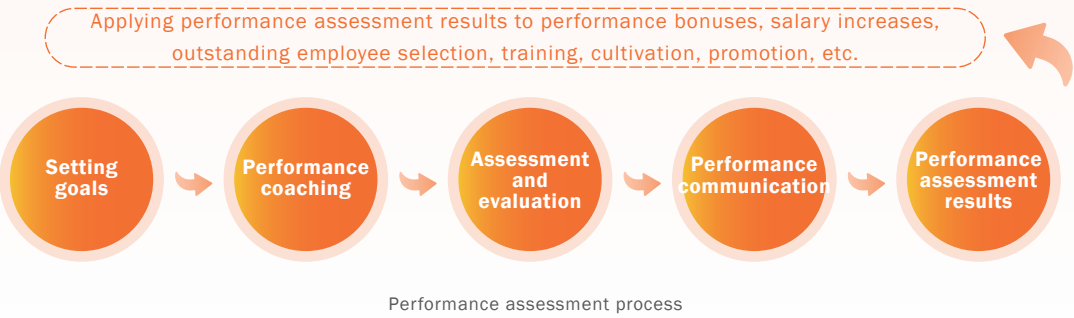 Applying performance assessment results to performance bonuses, salary increases,
outstanding employee selection, training, cultivation, promotion, etc.
Setting
goals
Performance
coaching
Assessment
and
evaluation
Performance
communication
Performance
assessment
results
Performance assessment process